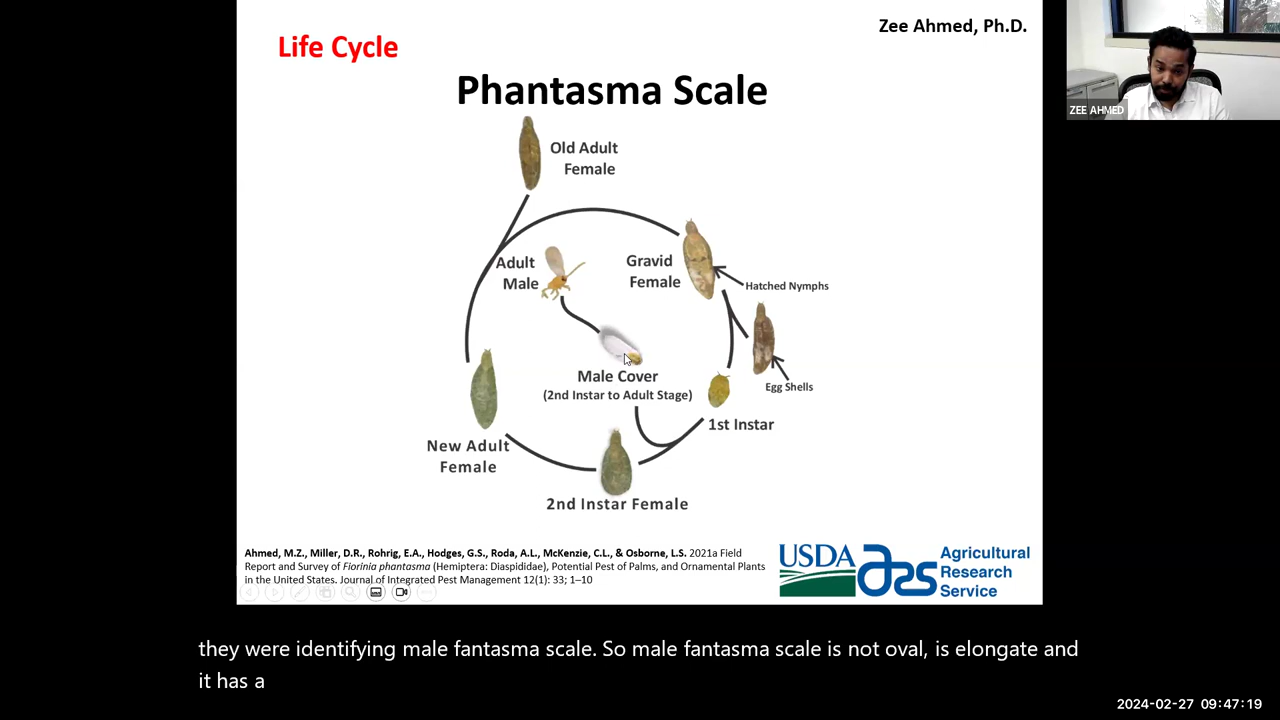 Zee Ahmed, Ph.D.
Life Cycle
Phantasma Scale
ZEE AHMED
Old Adult
Female
Adult
Male
Gravid
Female
Hatched Nymphs
Egg Shells
Male Cover
(2nd Instar to Adult Stage)
1st Instar
New Adult
Female
2nd Instar Female
Ahmed, M.Z., Miller, D.R., Rohrig, E.A., Hodges, G.S., Roda, A.L., McKenzie, C.L., & Osborne, L.S. 2021a Field
Report and Survey of Fiorinia phantasma (Hemiptera: Diaspididae), Potential Pest of Palms, and Ornamental Plants
in the United States. Journal of Integrated Pest Management 12(1): 33; 1–10
USDA
ars
Agricultural
Research
Service
they were identifying male fantasma scale. So male fantasma scale is not oval, is elongate and
it has a
2024-02-27 09:47:19